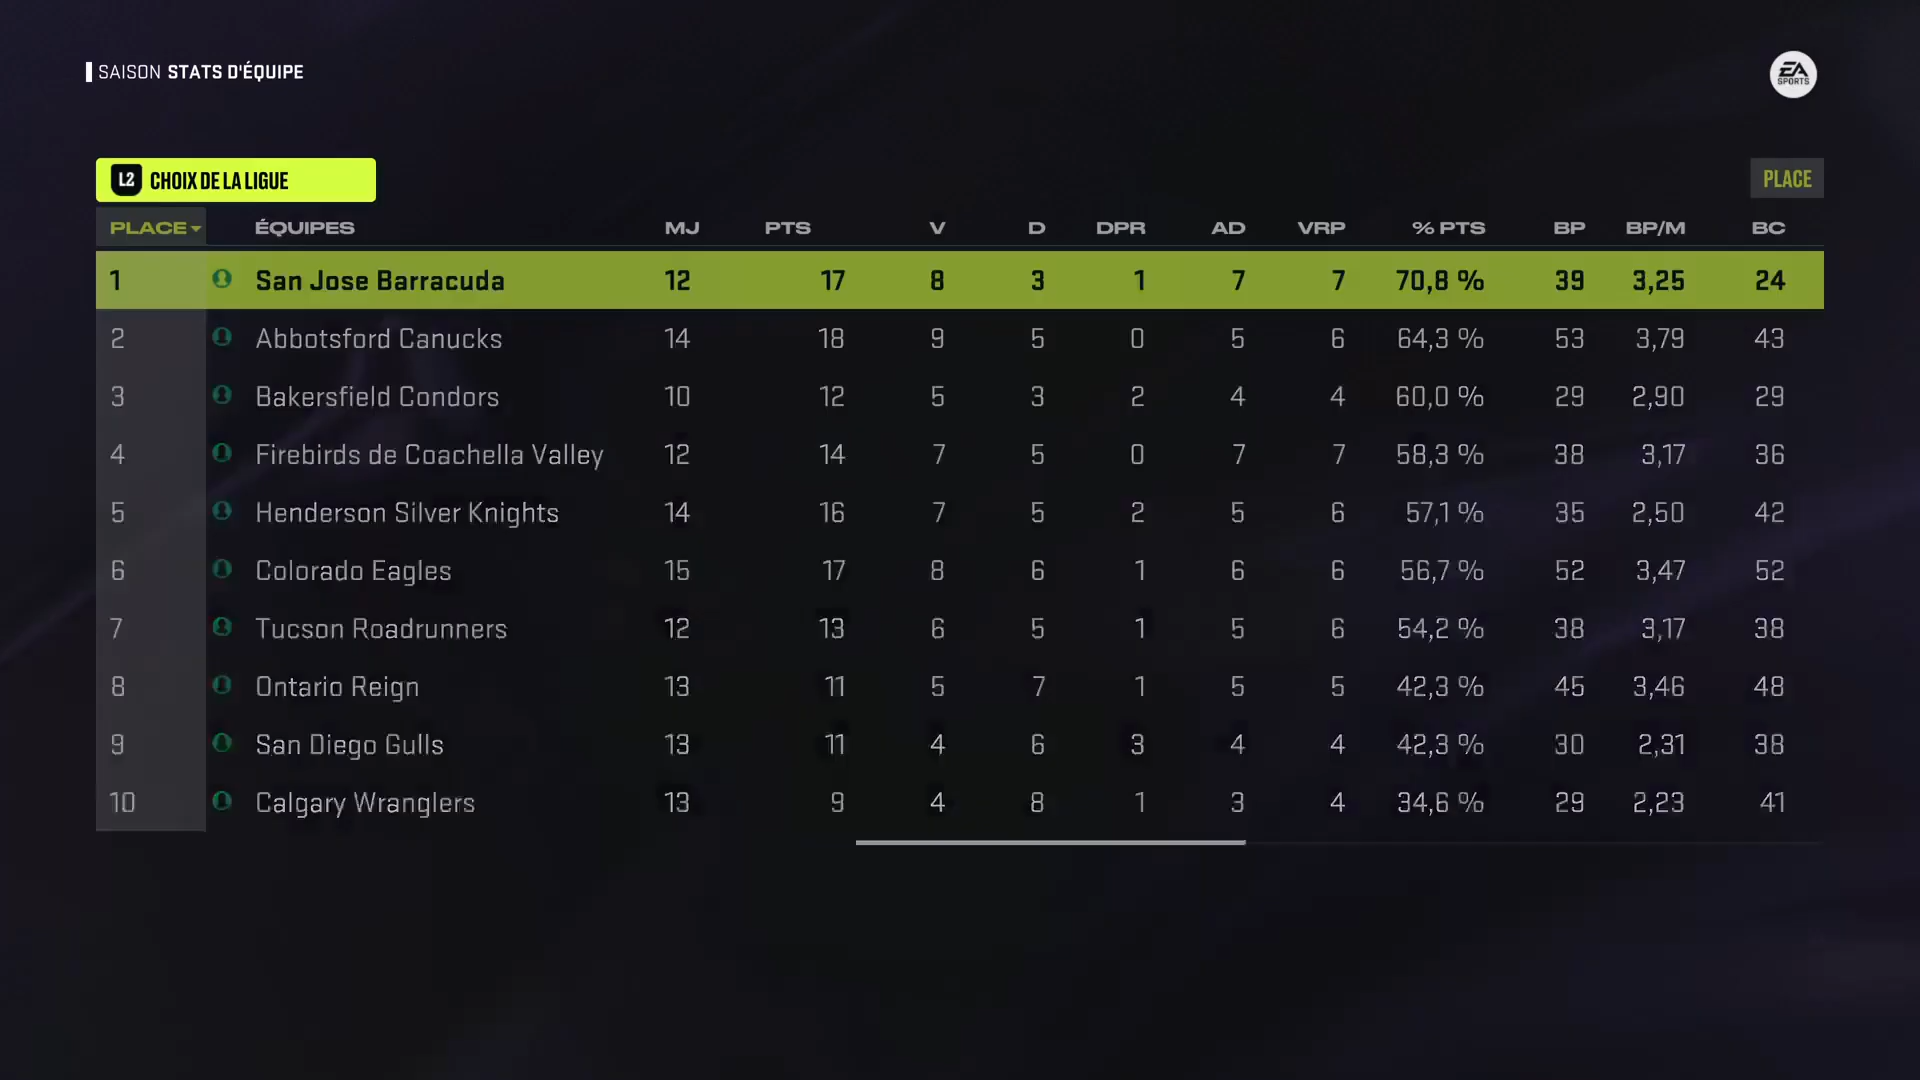 SAISON STATS D'ÉQUIPE
EA SPORTS
L2 CHOIX DE LA LIGUE
PLACE
PLACE ÉQUIPES MJ PTS V D DPR AD VRP % PTS BP BP/M BC
1 San Jose Barracuda 12 17 8 3 1 7 7 70,8 % 39 3,25 24
2 Abbotsford Canucks 14 18 9 5 0 5 6 64,3 % 53 3,79 43
3 Bakersfield Condors 10 12 5 3 2 4 4 60,0 % 29 2,90 29
4 Firebirds de Coachella Valley 12 14 7 5 0 7 7 58,3 % 38 3,17 36
5 Henderson Silver Knights 14 16 7 5 2 5 6 57,1 % 35 2,50 42
6 Colorado Eagles 15 17 8 6 1 6 6 56,7 % 52 3,47 52
7 Tucson Roadrunners 12 13 6 5 1 5 6 54,2 % 38 3,17 38
8 Ontario Reign 13 11 5 7 1 5 5 42,3 % 45 3,46 48
9 San Diego Gulls 13 11 4 6 3 4 4 42,3 % 30 2,31 38
10 Calgary Wranglers 13 9 4 8 1 3 4 34,6 % 29 2,23 41